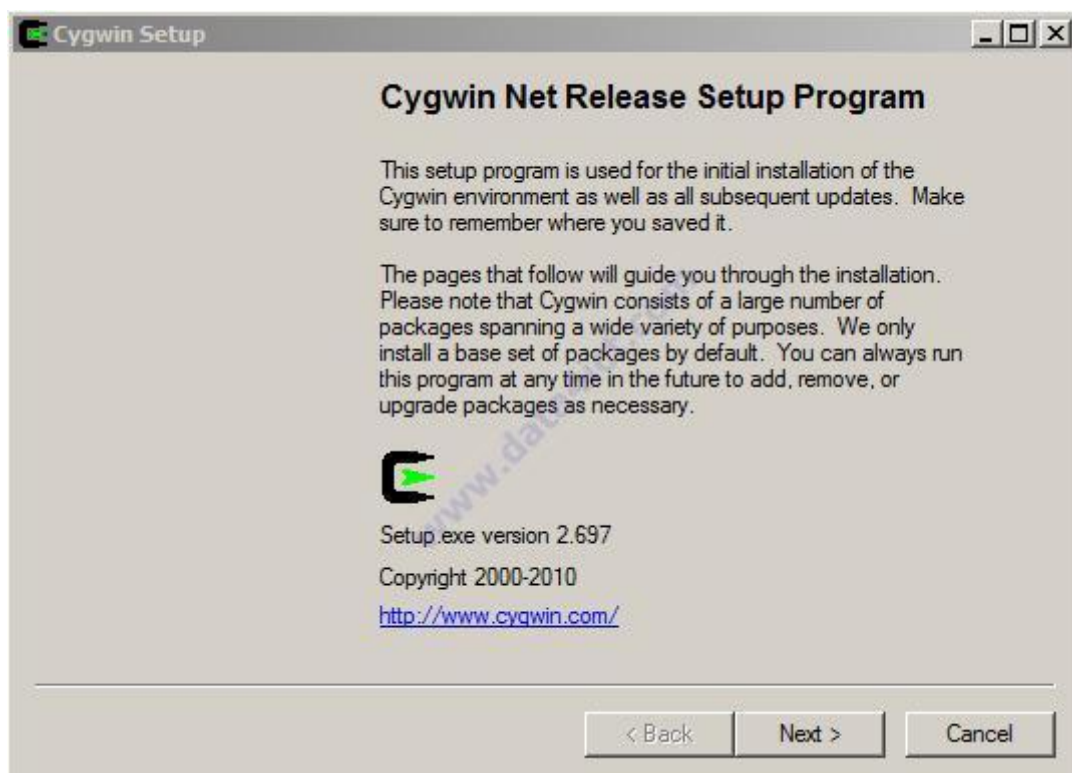 Cygwin Setup
Cygwin Net Release Setup Program
This setup program is used for the initial installation of the
Cygwin environment as well as all subsequent updates.  Make
sure to remember where you saved it.
The pages that follow will guide you through the installation.
Please note that Cygwin consists of a large number of
packages spanning a wide variety of purposes.  We only
install a base set of packages by default.  You can always run
this program at any time in the future to add, remove, or
upgrade packages as necessary.
Setup.exe version 2.697
Copyright 2000-2010
http://www.cygwin.com/
< Back
Next >
Cancel